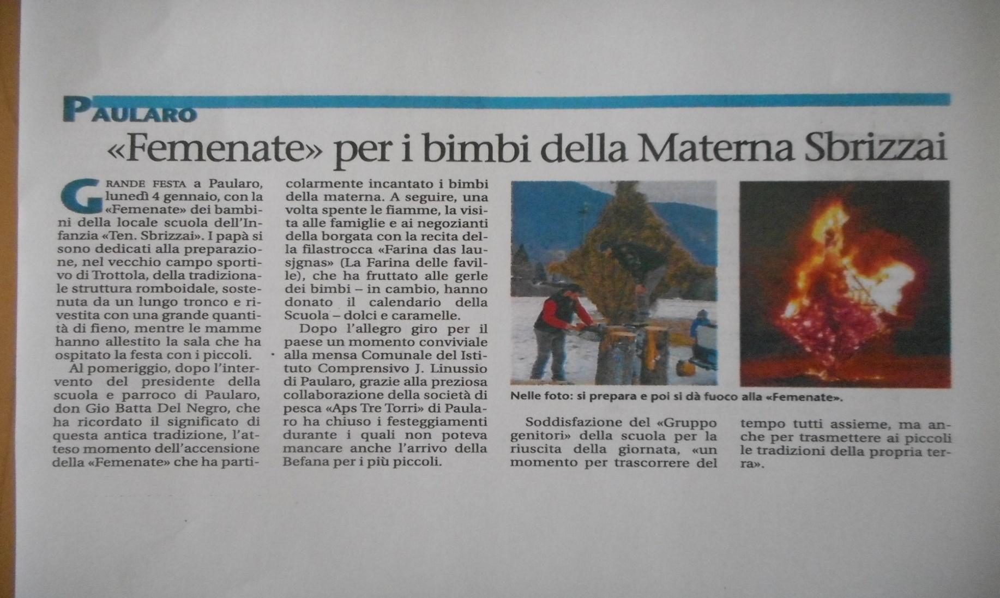 PAULARO
«Femenate» per i bimbi della Materna Sbrizzai
GRANDE FESTA a Paularo,
lunedì 4 gennaio, con la
«Femenate» dei bambi-
ni della locale scuola dell'In-
fanzia «Ten. Sbrizzai». I papà si
sono dedicati alla preparazio-
ne, nel vecchio campo sporti-
vo di Trottola, della tradiziona-
le struttura romboidale, soste-
nuta da un lungo tronco e ri-
vestita con una grande quanti-
tà di fieno, mentre le mamme
hanno allestito la sala che ha
ospitato la festa con i piccoli.
Al pomeriggio, dopo l'inter-
vento del presidente della
scuola e parroco di Paularo,
don Gio Batta Del Negro, che
ha ricordato il significato di
questa antica tradizione, l'at-
teso momento dell'accensione
della «Femenate» che ha parti-
colarmente incantato i bimbi
della materna. A seguire, una
volta spente le fiamme, la visi-
ta alle famiglie e ai negozianti
della borgata con la recita del-
la filastrocca «Farina das lau-
sjgnas» (La Farina delle favil-
le), che ha fruttato alle gerle
dei bimbi – in cambio, hanno
donato il calendario della
Scuola – dolci e caramelle.
Dopo l'allegro giro per il
paese un momento conviviale
alla mensa Comunale del Isti-
tuto Comprensivo J. Linussio
di Paularo, grazie alla preziosa
collaborazione della società di
pesca «Aps Tre Torri» di Paula-
ro ha chiuso i festeggiamenti
durante i quali non poteva
mancare anche l'arrivo della
Befana per i più piccoli.
Nelle foto: si prepara e poi si dà fuoco alla «Femenate».
Soddisfazione del «Gruppo
genitori» della scuola per la
riuscita della giornata, «un
momento per trascorrere del
tempo tutti assieme, ma an-
che per trasmettere ai piccoli
le tradizioni della propria ter-
ra».